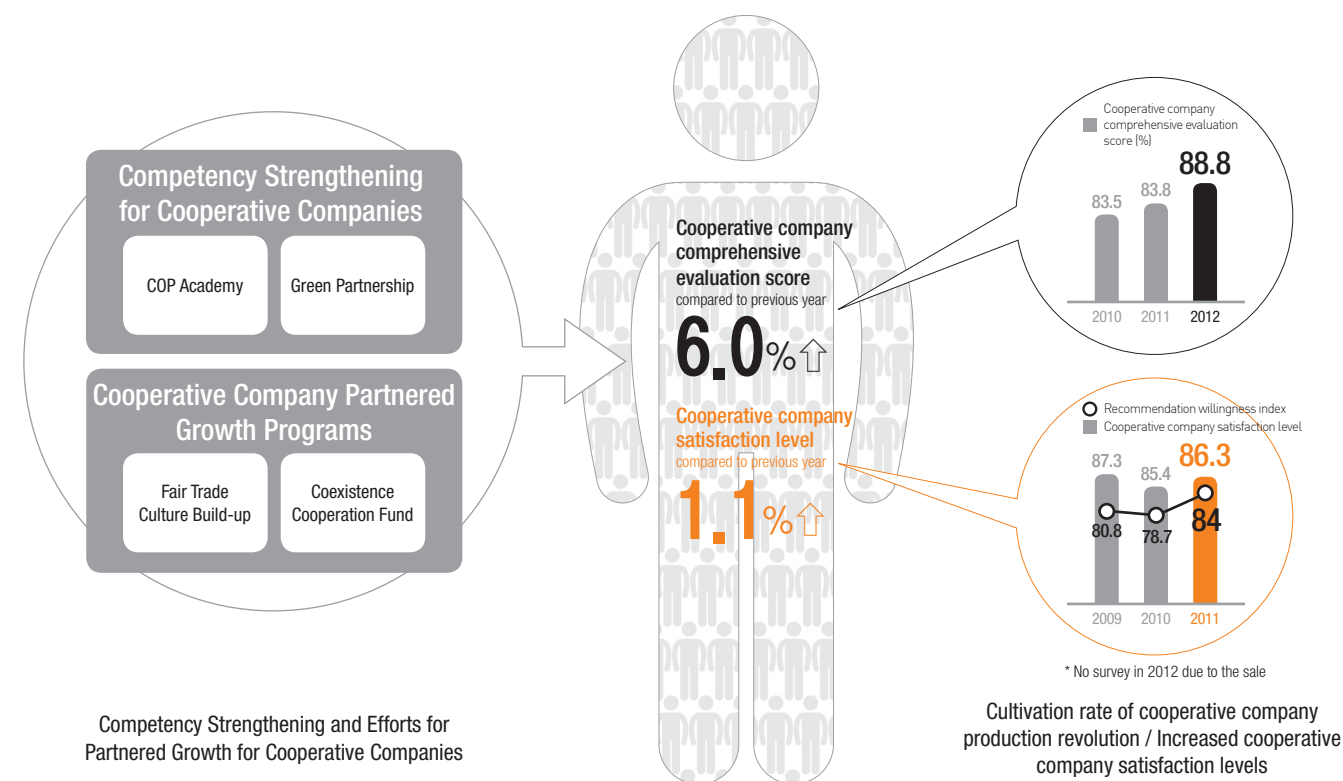 Competency Strengthening
for Cooperative Companies
COP Academy
Green Partnership
Cooperative Company Partnered
Growth Programs
Fair Trade
Culture Build-up
Coexistence
Cooperation Fund
Competency Strengthening and Efforts for
Partnered Growth for Cooperative Companies
Cooperative company
comprehensive
evaluation score
compared to previous year
6.0%
Cooperative company
satisfaction level
compared to previous year
1.1%
Cooperative company
comprehensive evaluation
score (%)
83.5
83.8
88.8
2010
2011
2012
Recommendation willingness index
Cooperative company satisfaction level
87.3
85.4
86.3
80.8
78.7
84
2009
2010
2011
* No survey in 2012 due to the sale
Cultivation rate of cooperative company
production revolution / Increased cooperative
company satisfaction levels